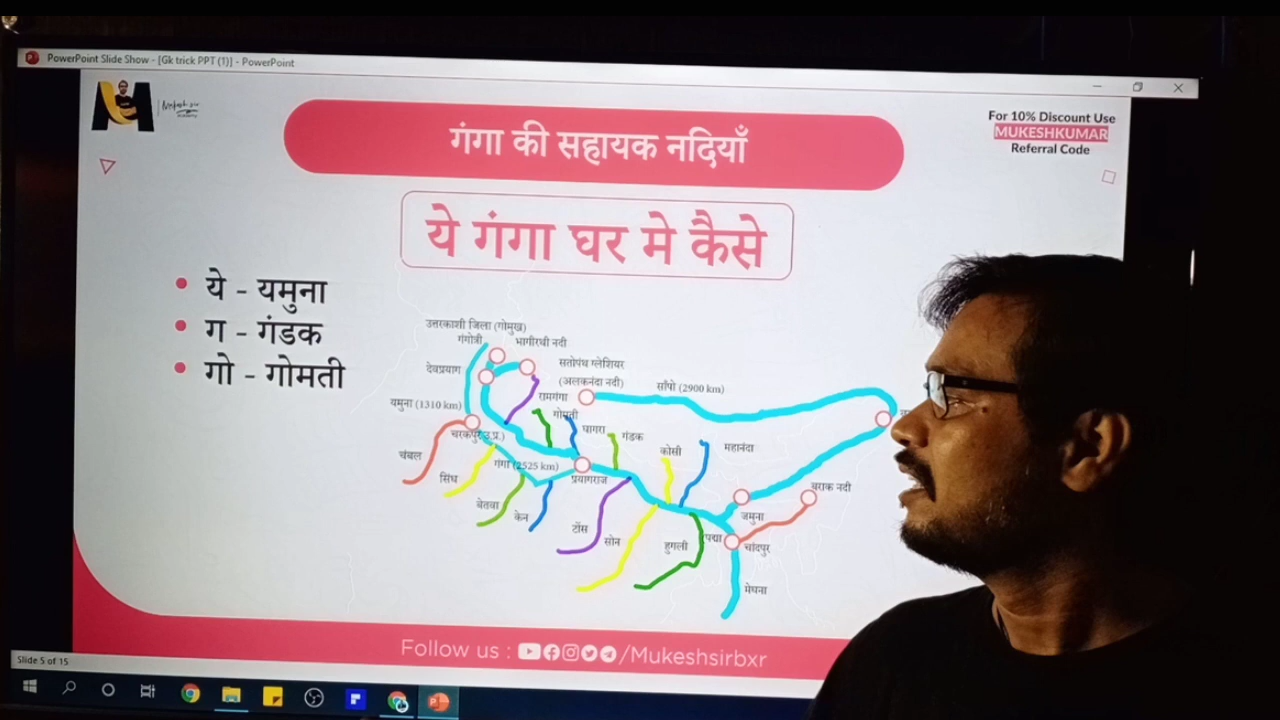 PowerPoint Slide Show - [Gk trick PPT (1)] - PowerPoint
For 10% Discount Use
MUKESHKUMAR
Referral Code
गंगा की सहायक नदियाँ
ये गंगा घर मे कैसे
ये - यमुना
ग - गंडक
गो - गोमती
उत्तरकाशी जिला (गोमुख)
गंगोत्री
भागीरथी नदी
देवप्रयाग
सतोपंथ ग्लेशियर
(अलकनंदा नदी)
साँपो (2900 km)
यमुना (1310 km)
रामगंगा
गोमती
घागरा
गंडक
कोसी
महानंदा
चंबल
गंगा (2525 km)
प्रयागराज
सिंध
बेतवा
केन
टोंस
सोन
हुगली
पद्मा
जमुना
बराक नदी
चांदपुर
मेघना
Follow us : /Mukeshsirbxr
Slide 5 of 15